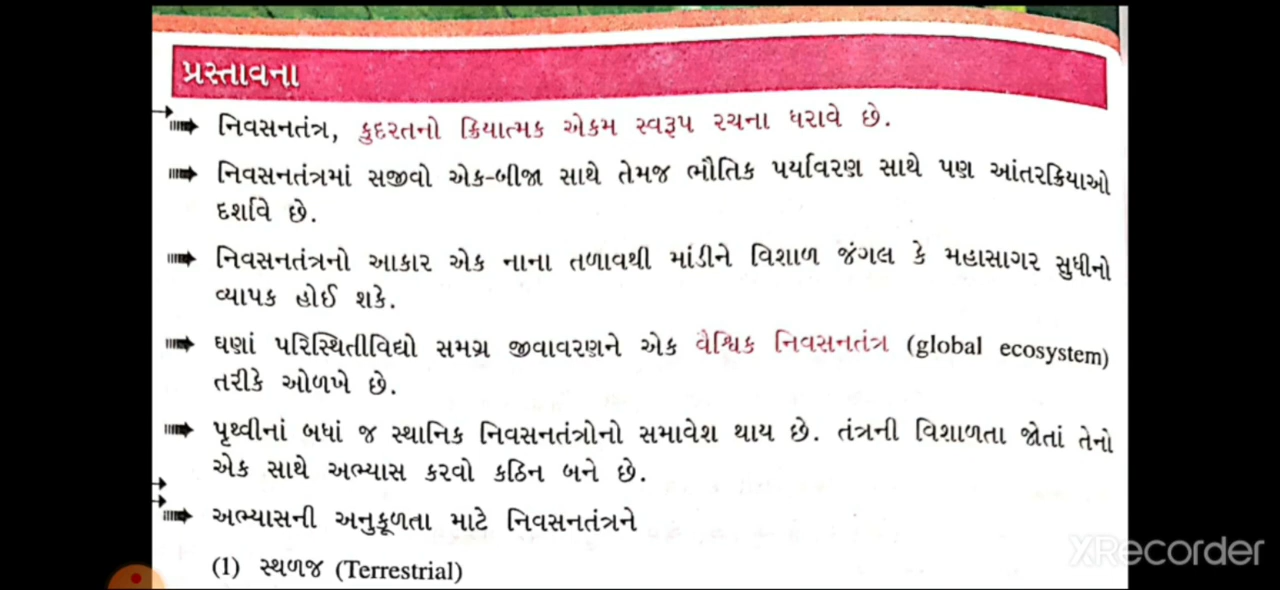 પ્રસ્તાવના
નિવસનતંત્ર, કુદરતનો ક્રિયાત્મક એકમ સ્વરૂપ રચના ધરાવે છે.
નિવસનતંત્રમાં સજીવો એક-બીજા સાથે તેમજ ભૌતિક પર્યાવરણ સાથે પણ આંતરક્રિયાઓ
દર્શાવે છે.
નિવસનતંત્રનો આકાર એક નાના તળાવથી માંડીને વિશાળ જંગલ કે મહાસાગર સુધીનો
વ્યાપક હોઈ શકે.
ઘણાં પરિસ્થિતીવિદ્યો સમગ્ર જીવાવરણને એક વૈશ્વિક નિવસનતંત્ર (global ecosystem)
તરીકે ઓળખે છે.
પૃથ્વીનાં બધાં જ સ્થાનિક નિવસનતંત્રોનો સમાવેશ થાય છે. તંત્રની વિશાળતા જોતાં તેનો
એક સાથે અભ્યાસ કરવો કઠિન બને છે.
અભ્યાસની અનુકૂળતા માટે નિવસનતંત્રને
(1) સ્થળજ (Terrestrial)
XRecorder